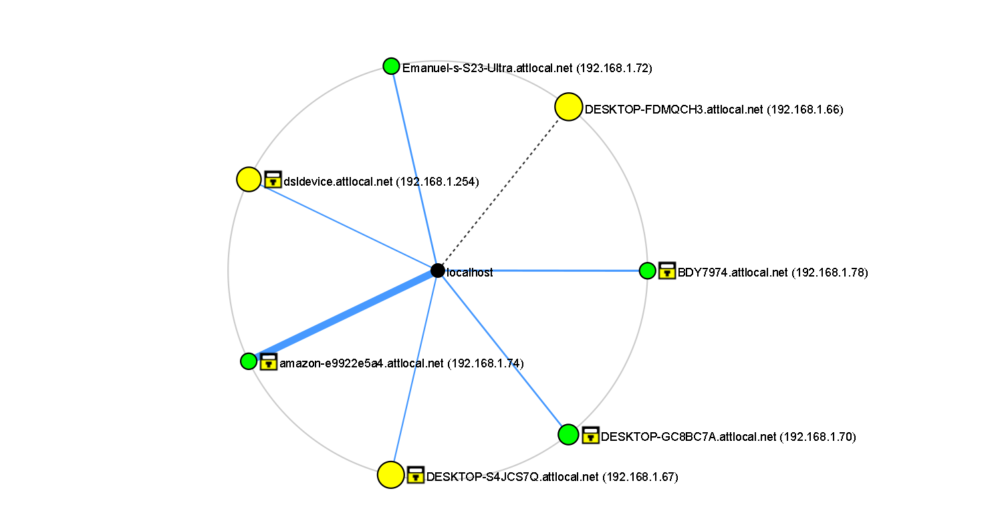 Emanuel-s-S23-Ultra.attlocal.net (192.168.1.72)
DESKTOP-FDMQCH3.attlocal.net (192.168.1.66)
dsldevice.attlocal.net (192.168.1.254)
localhost
BDY7974.attlocal.net (192.168.1.78)
amazon-e9922e5a4.attlocal.net (192.168.1.74)
DESKTOP-GC8BC7A.attlocal.net (192.168.1.70)
DESKTOP-S4JCS7Q.attlocal.net (192.168.1.67)